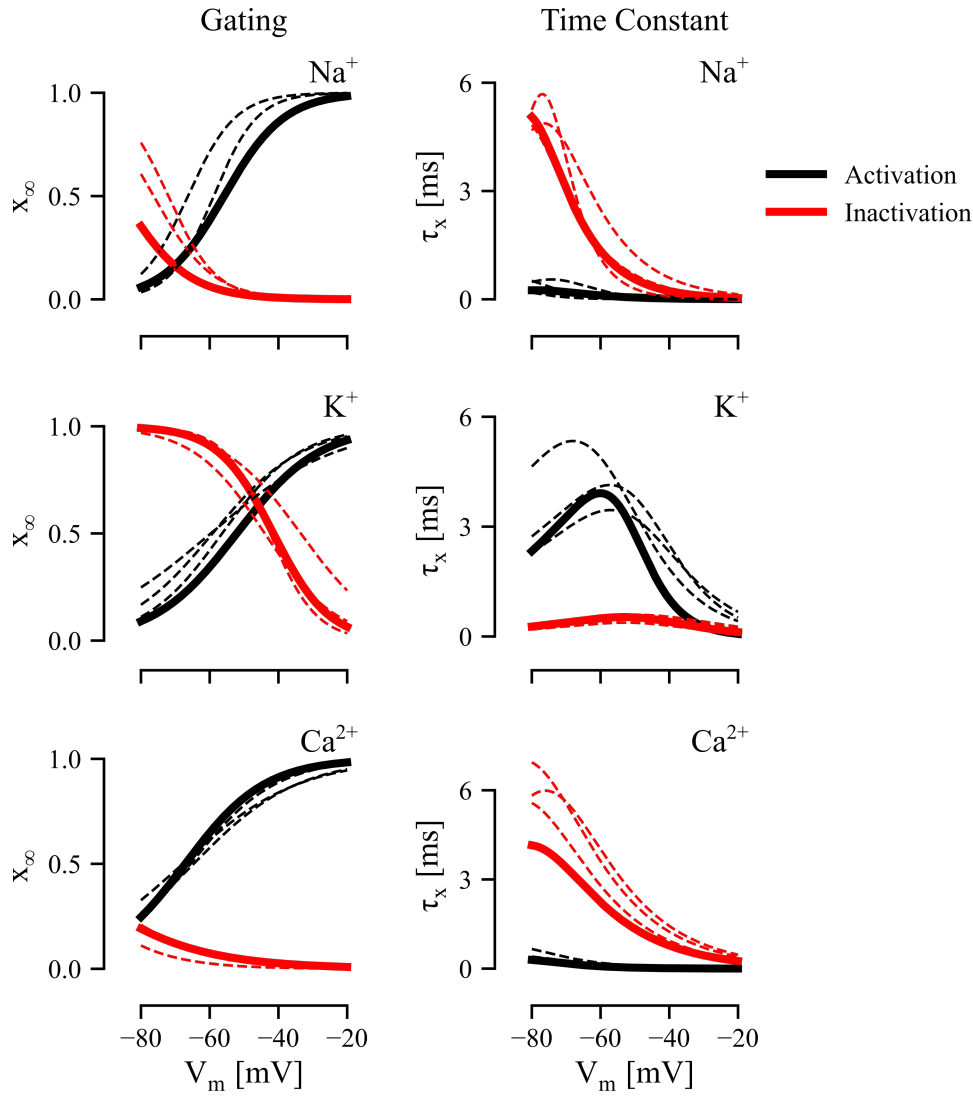 Gating
Time Constant
Na⁺
Na⁺
1.0
0.5
0.0
x∞
6
3
0
τₓ [ms]
Activation
Inactivation
K⁺
K⁺
1.0
0.5
0.0
x∞
6
3
0
τₓ [ms]
Ca²⁺
Ca²⁺
1.0
0.5
0.0
x∞
6
3
0
τₓ [ms]
−80 −60 −40 −20
−80 −60 −40 −20
Vₘ [mV]
Vₘ [mV]